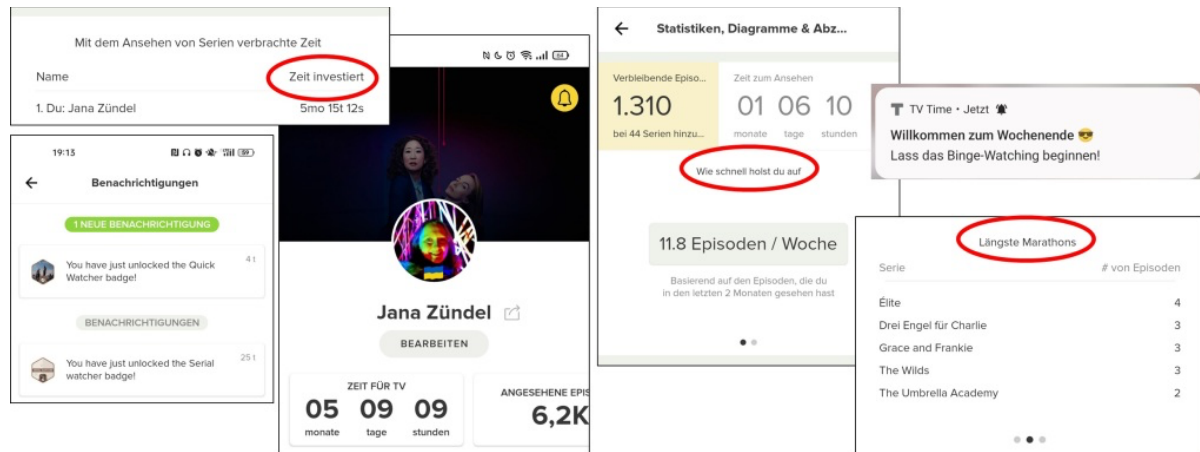 Mit dem Ansehen von Serien verbrachte Zeit
Name Zeit investiert
1. Du: Jana Zündel 5mo 15t 12s
19:13 59
Benachrichtigungen
1 NEUE BENACHRICHTIGUNG
You have just unlocked the Quick 4 t
Watcher badge!
BENACHRICHTIGUNGEN
You have just unlocked the Serial 25 t
watcher badge!
64
Jana Zündel
BEARBEITEN
ZEIT FÜR TV
05 09 09
monate tage stunden
ANGESEHENE EPIS
6,2K
Statistiken, Diagramme & Abz...
Verbleibende Episo...
1.310
bei 44 Serien hinzu...
Zeit zum Ansehen
01 06 10
monate tage stunden
Wie schnell holst du auf
11.8 Episoden / Woche
Basierend auf den Episoden, die du
in den letzten 2 Monaten gesehen hast
TV Time • Jetzt
Willkommen zum Wochenende 😎
Lass das Binge-Watching beginnen!
Längste Marathons
Serie # von Episoden
Élite 4
Drei Engel für Charlie 3
Grace and Frankie 3
The Wilds 3
The Umbrella Academy 2